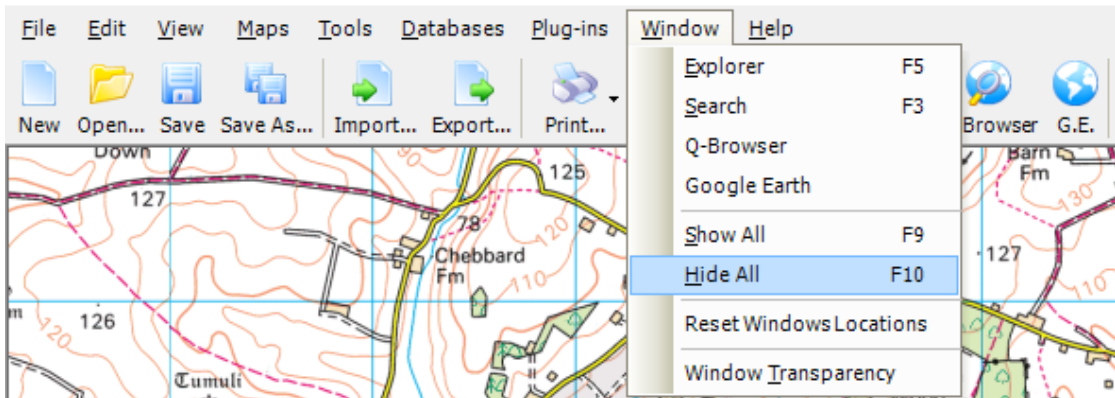 File Edit View Maps Tools Databases Plug-ins Window Help
New Open... Save Save As... Import... Export... Print... Browser G.E.
Explorer F5
Search F3
Q-Browser
Google Earth
Show All F9
Hide All F10
Reset Windows Locations
Window Transparency
Down
90
125
Barn
Fm
127
130
78
120
Chebbard
Fm
127
110
110
m
120
126
Tumuli